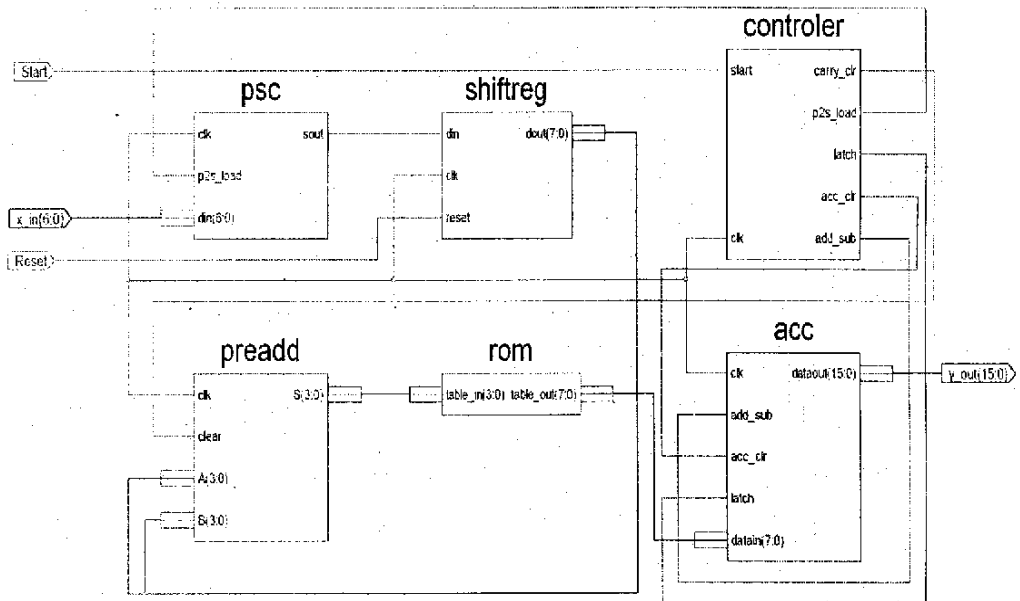 controler
Start
start
carry_clr
psc
shiftreg
p2s_load
clk
sout
din
dout(7:0)
latch
p2s_load
clk
acc_clr
x_in(6:0)
din(6:0)
reset
clk
add_sub
Reset
preadd
rom
acc
clk
S(3:0)
table_in(3:0)
table_out(7:0)
clk
dataout(15:0)
y_out(15:0)
clear
add_sub
A(3:0)
acc_clr
B(3:0)
latch
datain(7:0)